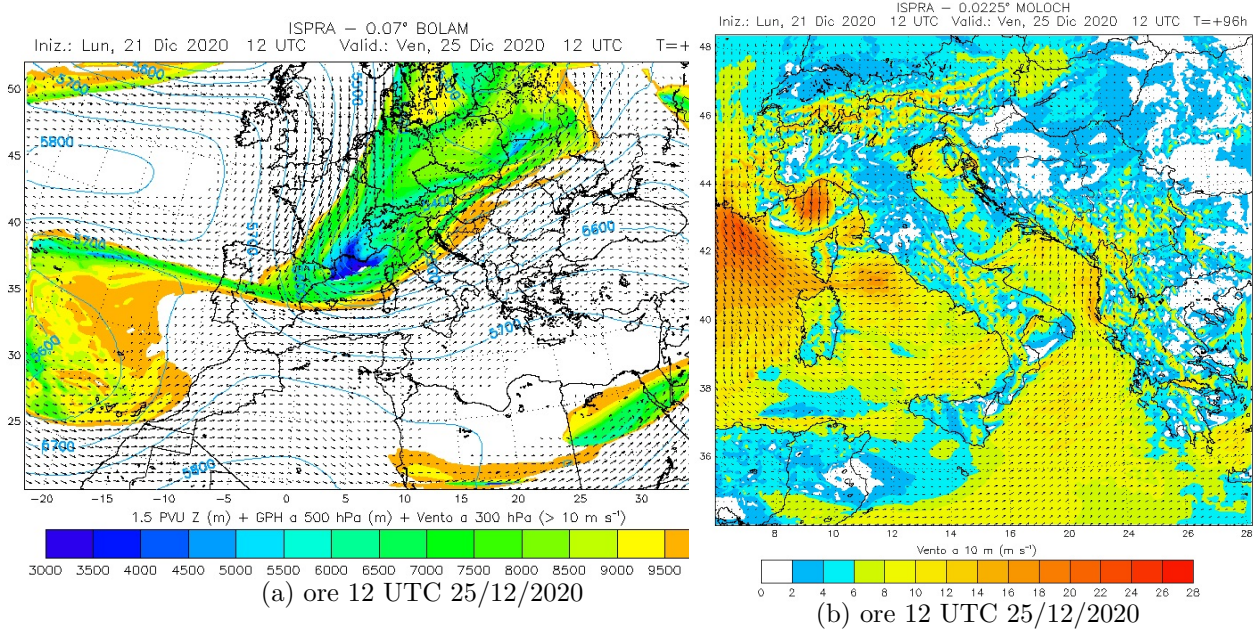 ISPRA – 0.07° BOLAM
Iniz.: Lun, 21 Dic 2020 12 UTC Valid.: Ven, 25 Dic 2020 12 UTC T=+
5800
5700
5600
5700
5800
6600
5700
50
45
40
35
30
25
−20 −15 −10 −5 0 5 10 15 20 25 30
1.5 PVU Z (m) + GPH a 500 hPa (m) + Vento a 300 hPa (> 10 m s⁻¹)
3000 3500 4000 4500 5000 5500 6000 6500 7000 7500 8000 8500 9000 9500
(a) ore 12 UTC 25/12/2020
ISPRA – 0.0225° MOLOCH
Iniz.: Lun, 21 Dic 2020 12 UTC Valid.: Ven, 25 Dic 2020 12 UTC T=+96h
48
46
44
42
40
38
36
8 10 12 14 16 18 20 22 24 26 28
Vento a 10 m (m s⁻¹)
0 2 4 6 8 10 12 14 16 18 20 22 24 26 28
(b) ore 12 UTC 25/12/2020